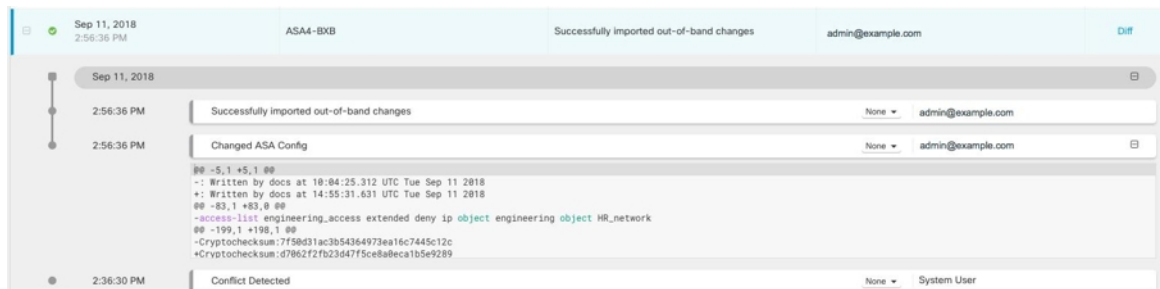 Sep 11, 2018
2:56:36 PM
ASA4-BXB
Successfully imported out-of-band changes
admin@example.com
Diff
Sep 11, 2018
2:56:36 PM Successfully imported out-of-band changes None admin@example.com
2:56:36 PM Changed ASA Config None admin@example.com
@@ -5,1 +5,1 @@
-: Written by docs at 10:04:25.312 UTC Tue Sep 11 2018
+: Written by docs at 14:55:31.631 UTC Tue Sep 11 2018
@@ -83,1 +83,0 @@
-access-list engineering_access extended deny ip object engineering object HR_network
@@ -199,1 +198,1 @@
-Cryptochecksum:7f50d31ac3b54364973ea16c7445c12c
+Cryptochecksum:d7062f2fb23d47f5ce8a0eca1b5e9289
2:36:30 PM Conflict Detected None System User